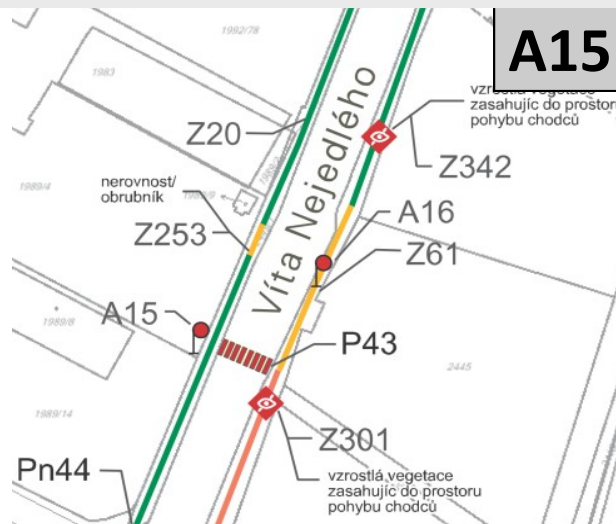 A15
1992/78
1983
vzrostlá vegetace
zasahujíc do prostoru
pohybu chodců
Z20
Z342
nerovnost/
obrubník
1989/4
Víta Nejedlého
A16
Z253
Z61
A15
1989/8
P43
2445
1989/14
Z301
Pn44
vzrostlá vegetace
zasahujíc do prostoru
pohybu chodců